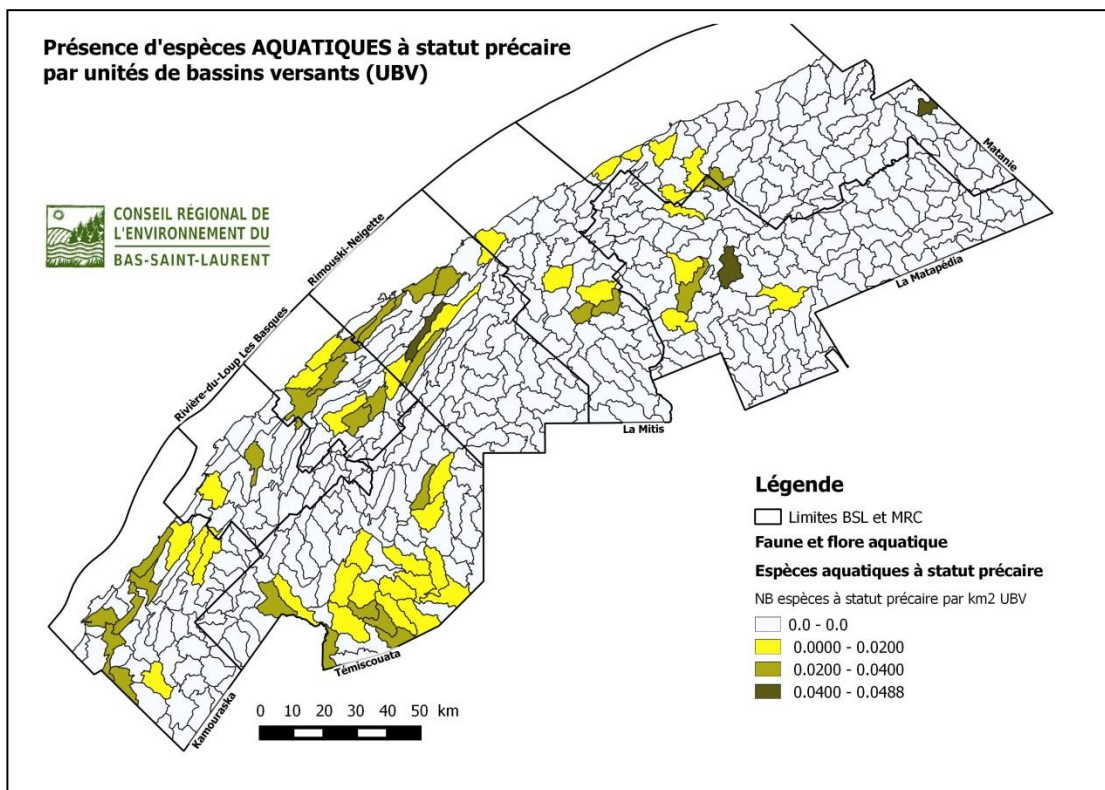 Présence d'espèces AQUATIQUES à statut précaire
par unités de bassins versants (UBV)
CONSEIL RÉGIONAL DE
L'ENVIRONNEMENT DU
BAS-SAINT-LAURENT
Matanie
Rimouski-Neigette
La Matapédia
Rivière-du-Loup Les Basques
La Mitis
Témiscouata
Kamouraska
0 10 20 30 40 50 km
Légende
Limites BSL et MRC
Faune et flore aquatique
Espèces aquatiques à statut précaire
NB espèces à statut précaire par km2 UBV
0.0 - 0.0
0.0000 - 0.0200
0.0200 - 0.0400
0.0400 - 0.0488